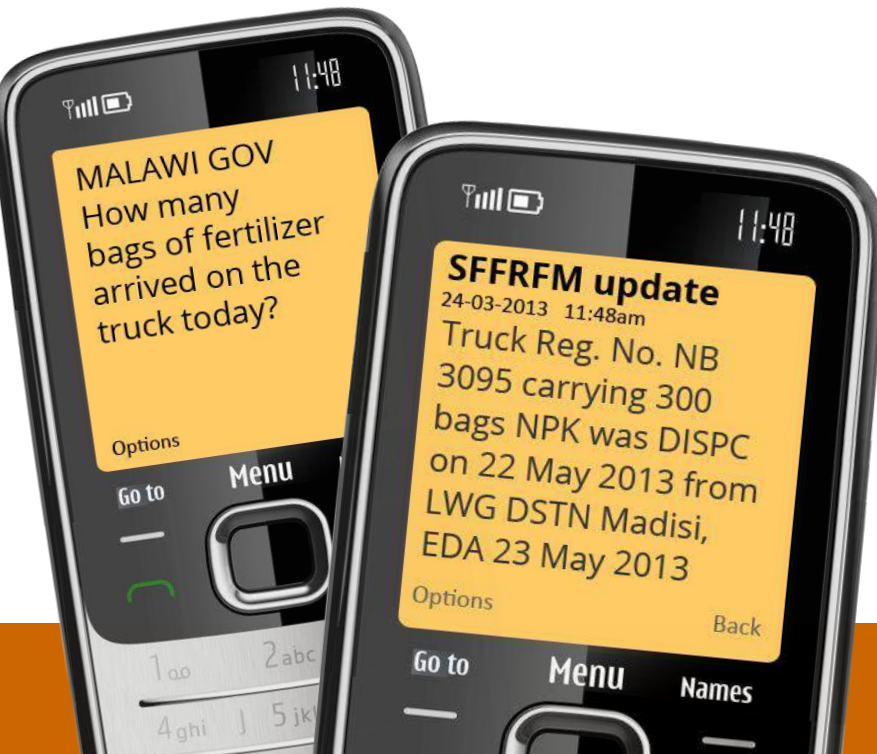 11:48
MALAWI GOV
How many
bags of fertilizer
arrived on the
truck today?
Options
Go to
Menu
1
2abc
4ghi
5jkl
11:48
SFFRFM update
24-03-2013 11:48am
Truck Reg. No. NB
3095 carrying 300
bags NPK was DISPC
on 22 May 2013 from
LWG DSTN Madisi,
EDA 23 May 2013
Options
Back
Go to
Menu
Names